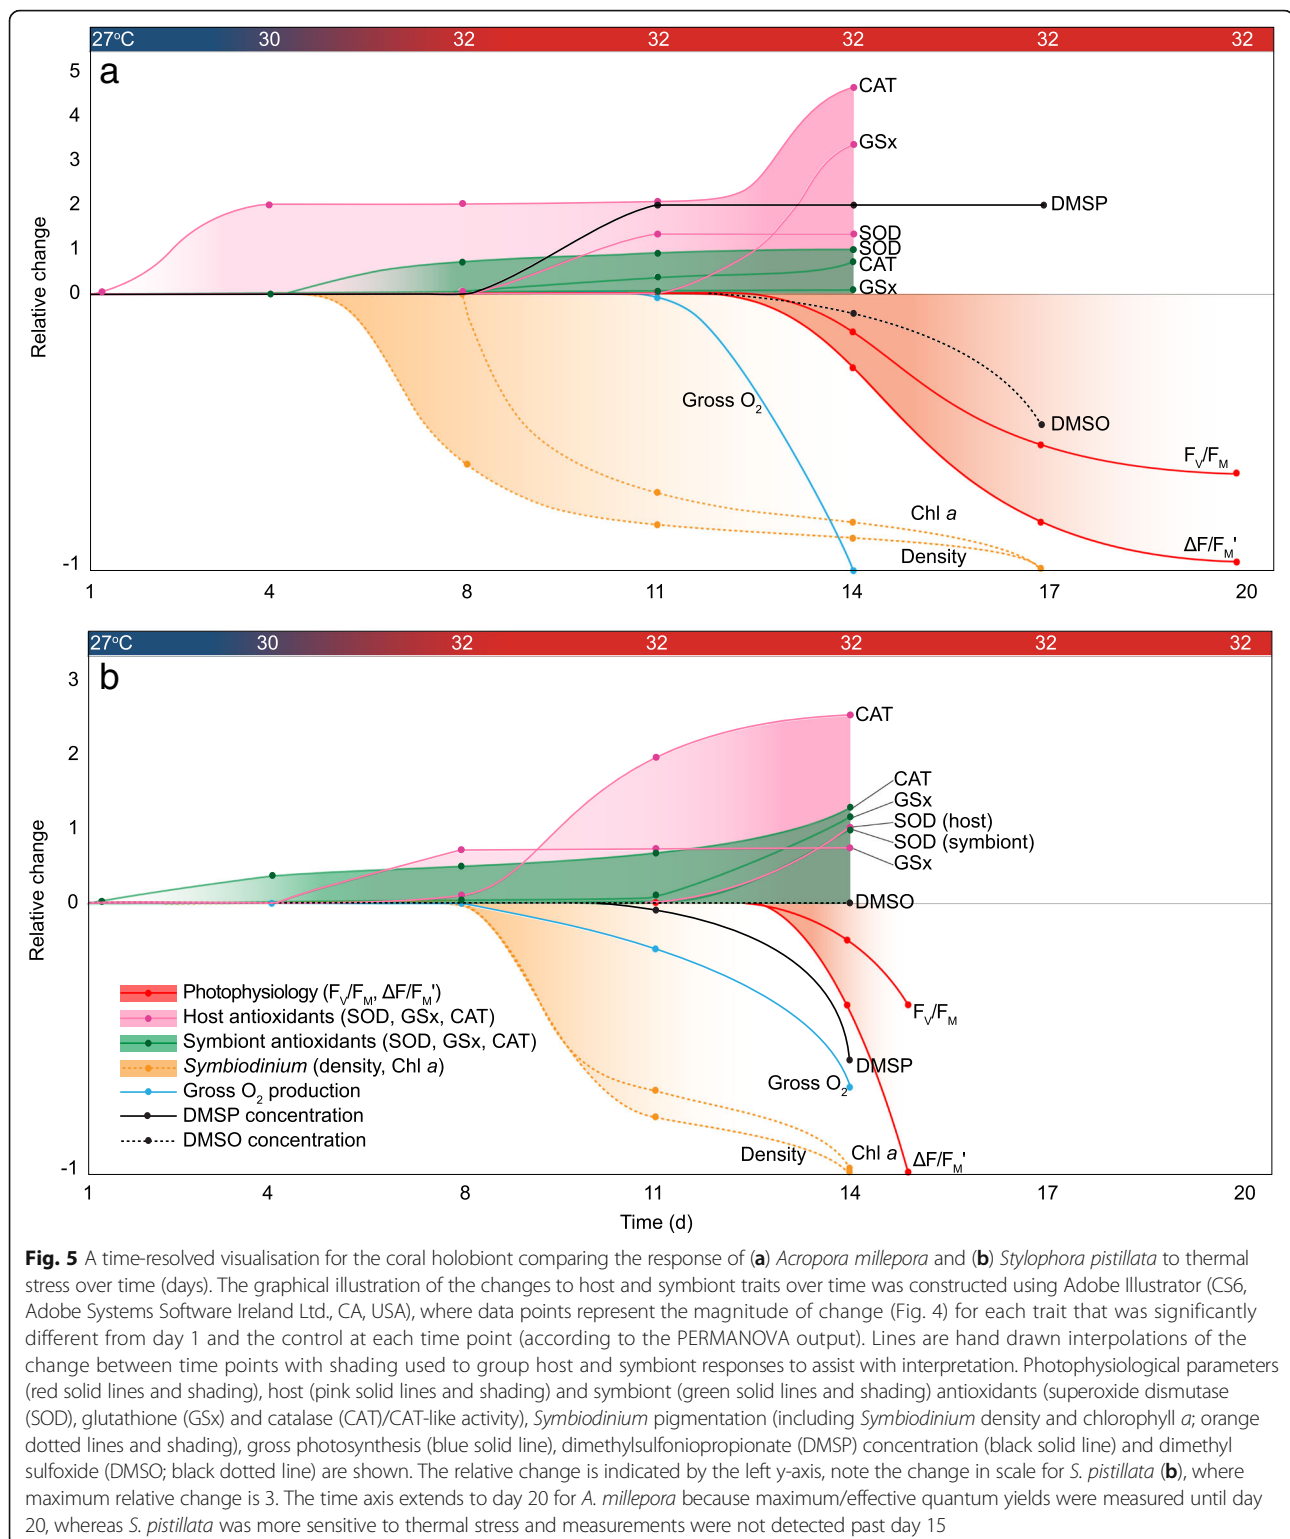 27°C 30 32 32 32 32 32
a
5
4
3
2
1
0
-1
Relative change
CAT
GSx
DMSP
SOD
SOD
CAT
GSx
Gross O2
DMSO
FV/FM
Chl a
Density
ΔF/FM'
1 4 8 11 14 17 20
27°C 30 32 32 32 32 32
b
3
2
1
0
-1
Relative change
CAT
CAT
GSx
SOD (host)
SOD (symbiont)
GSx
DMSO
FV/FM
DMSP
Gross O2
Density
Chl a
ΔF/FM'
Photophysiology (FV/FM, ΔF/FM')
Host antioxidants (SOD, GSx, CAT)
Symbiont antioxidants (SOD, GSx, CAT)
Symbiodinium (density, Chl a)
Gross O2 production
DMSP concentration
DMSO concentration
1 4 8 11 14 17 20
Time (d)
Fig. 5 A time-resolved visualisation for the coral holobiont comparing the response of (a) Acropora millepora and (b) Stylophora pistillata to thermal
stress over time (days). The graphical illustration of the changes to host and symbiont traits over time was constructed using Adobe Illustrator (CS6,
Adobe Systems Software Ireland Ltd., CA, USA), where data points represent the magnitude of change (Fig. 4) for each trait that was significantly
different from day 1 and the control at each time point (according to the PERMANOVA output). Lines are hand drawn interpolations of the
change between time points with shading used to group host and symbiont responses to assist with interpretation. Photophysiological parameters
(red solid lines and shading), host (pink solid lines and shading) and symbiont (green solid lines and shading) antioxidants (superoxide dismutase
(SOD), glutathione (GSx) and catalase (CAT)/CAT-like activity), Symbiodinium pigmentation (including Symbiodinium density and chlorophyll a; orange
dotted lines and shading), gross photosynthesis (blue solid line), dimethylsulfoniopropionate (DMSP) concentration (black solid line) and dimethyl
sulfoxide (DMSO; black dotted line) are shown. The relative change is indicated by the left y-axis, note the change in scale for S. pistillata (b), where
maximum relative change is 3. The time axis extends to day 20 for A. millepora because maximum/effective quantum yields were measured until day
20, whereas S. pistillata was more sensitive to thermal stress and measurements were not detected past day 15